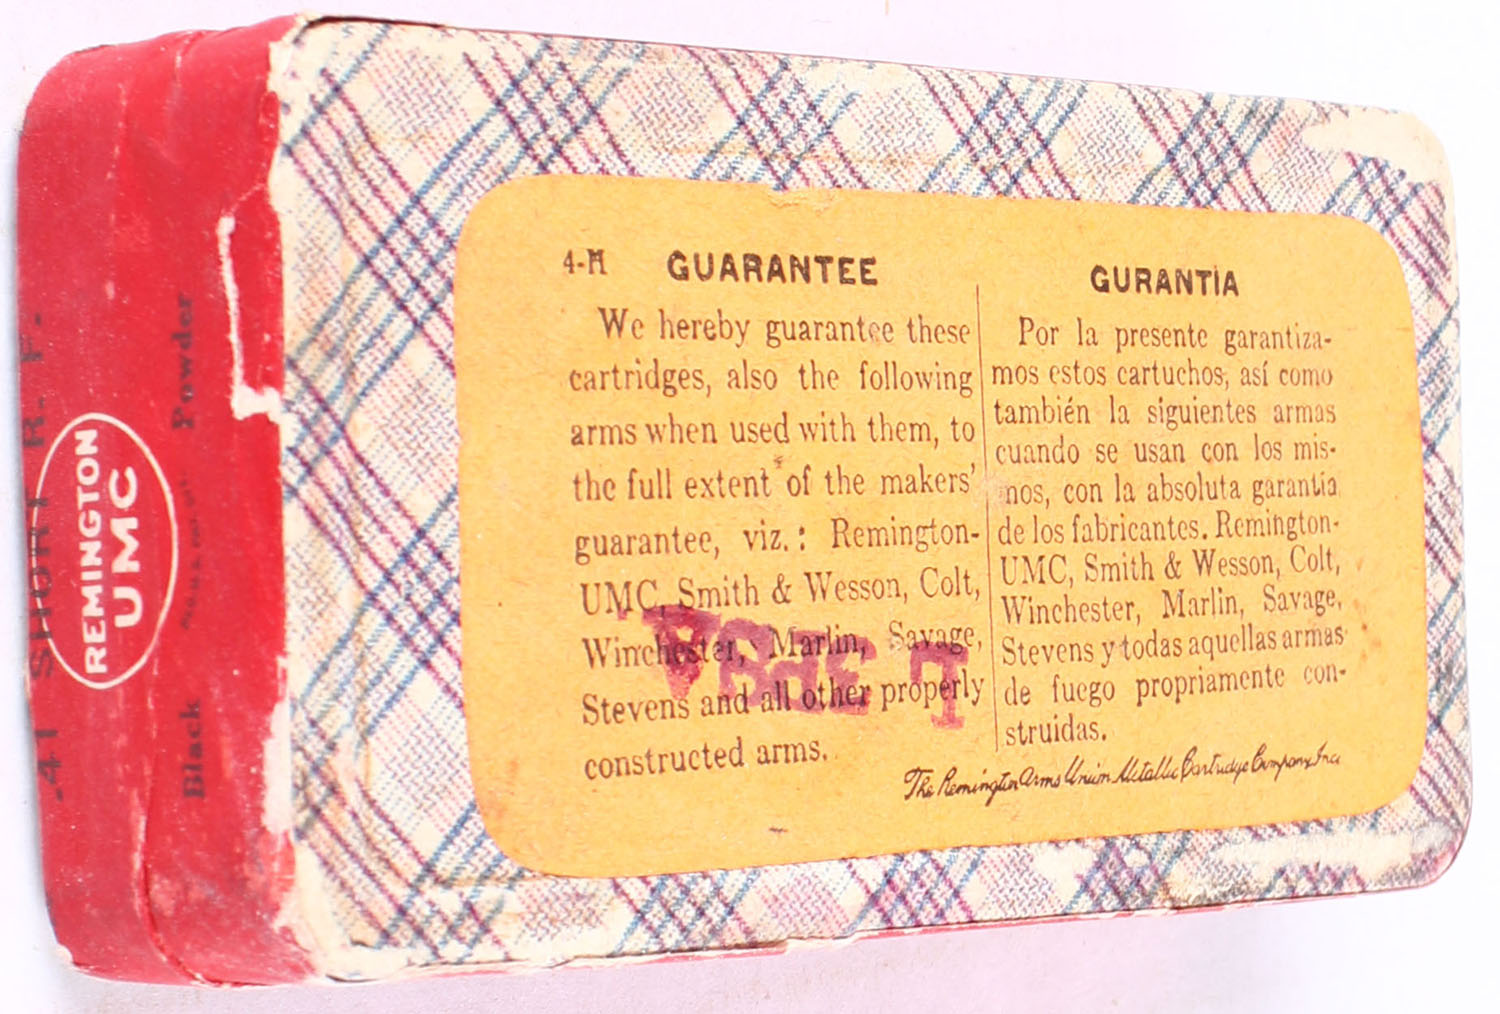 .41 SHORT R. F.
REMINGTON
UMC
Black Powder
4-M GUARANTEE
We hereby guarantee these
cartridges, also the following
arms when used with them, to
the full extent of the makers'
guarantee, viz.: Remington-
UMC, Smith & Wesson, Colt,
Winchester, Marlin, Savage,
Stevens and all other properly
constructed arms.
GURANTIA
Por la presente garantiza-
mos estos cartuchos, así como
también la siguientes armas
cuando se usan con los mis-
nos, con la absoluta garantia
de los fabricantes. Remington-
UMC, Smith & Wesson, Colt,
Winchester, Marlin, Savage,
Stevens y todas aquellas armas
de fuego propriamente con-
struidas.
The Remington Arms Union Metallic Cartridge Company Inc.